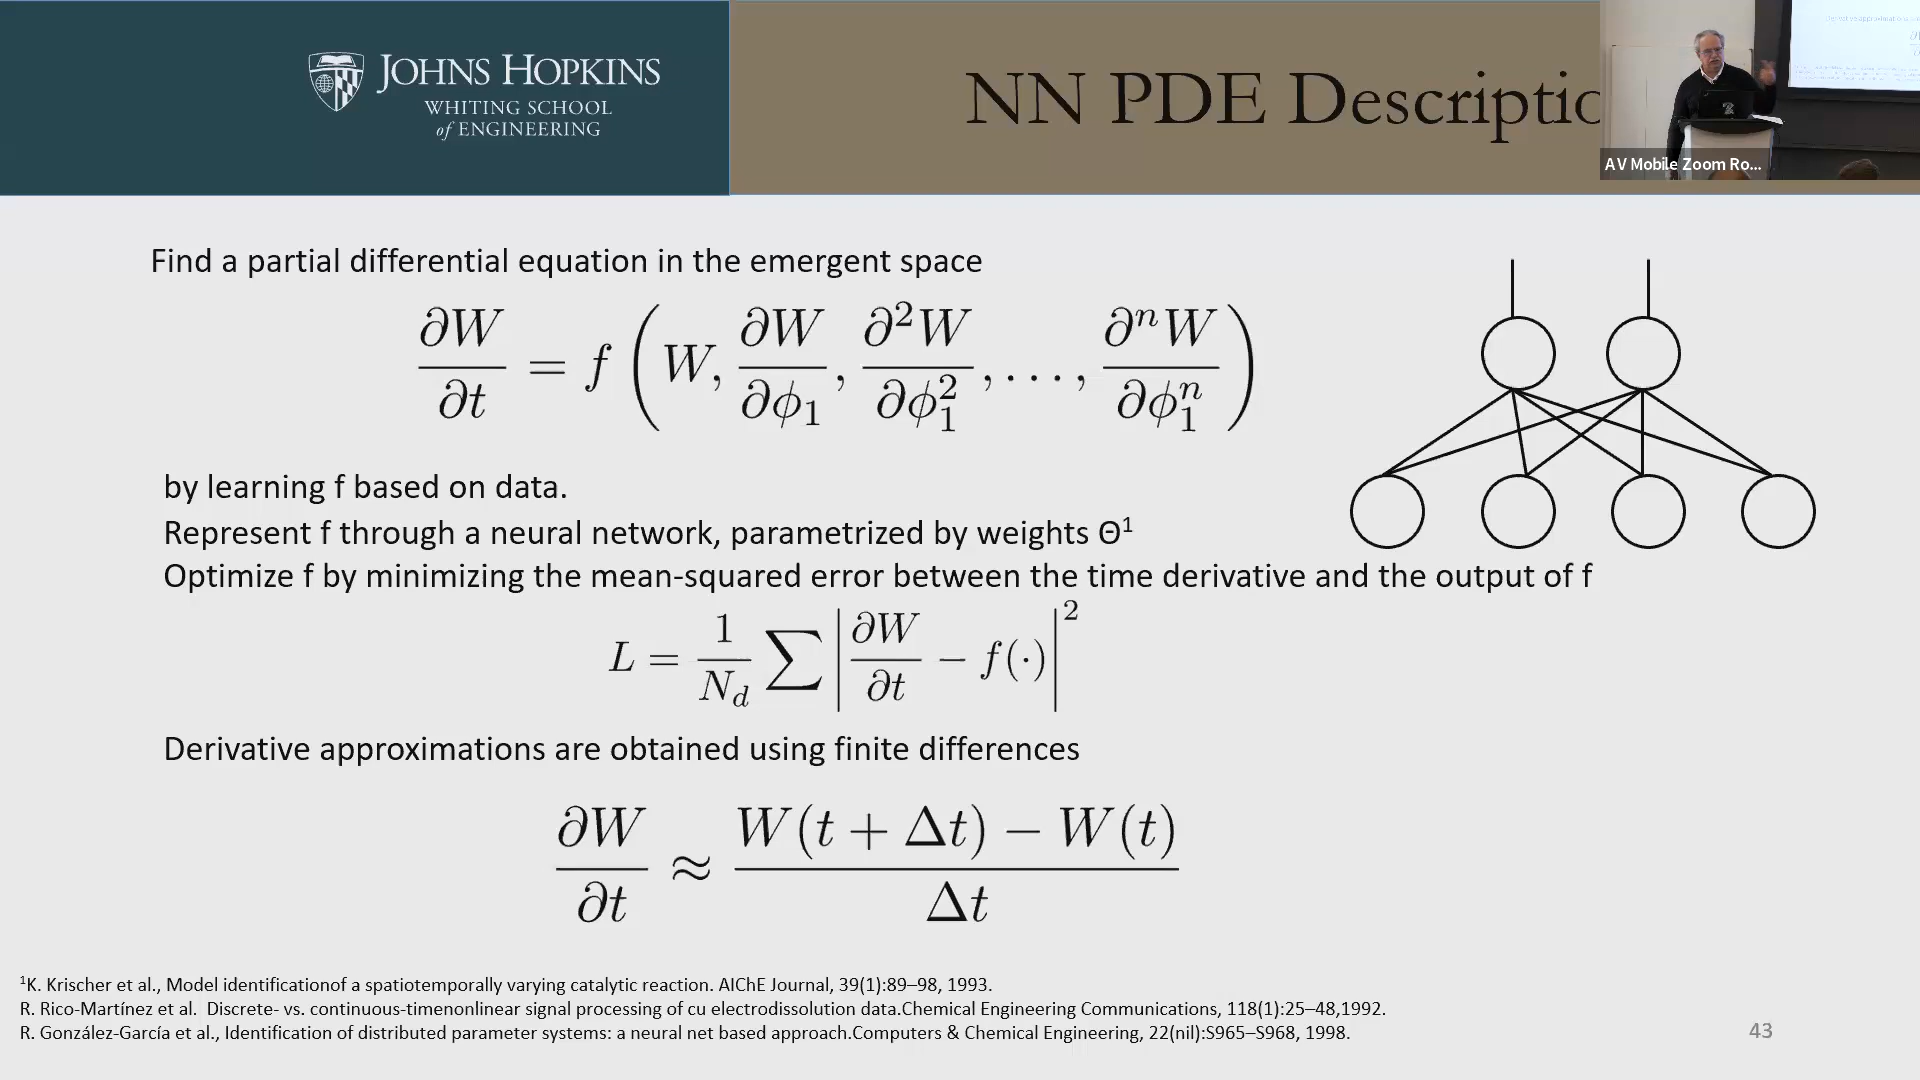 JOHNS HOPKINS
WHITING SCHOOL
of ENGINEERING
NN PDE Descriptio
AV Mobile Zoom Ro...
Find a partial differential equation in the emergent space
∂W/∂t = f (W, ∂W/∂ϕ₁, ∂²W/∂ϕ₁², ..., ∂ⁿW/∂ϕ₁ⁿ)
by learning f based on data.
Represent f through a neural network, parametrized by weights Θ¹
Optimize f by minimizing the mean-squared error between the time derivative and the output of f
L = 1/N_d ∑ |∂W/∂t − f(·)|²
Derivative approximations are obtained using finite differences
∂W/∂t ≈ (W(t + Δt) − W(t))/Δt
¹K. Krischer et al., Model identificationof a spatiotemporally varying catalytic reaction. AIChE Journal, 39(1):89–98, 1993.
R. Rico-Martínez et al. Discrete- vs. continuous-timenonlinear signal processing of cu electrodissolution data.Chemical Engineering Communications, 118(1):25–48,1992.
R. González-García et al., Identification of distributed parameter systems: a neural net based approach.Computers & Chemical Engineering, 22(nil):S965–S968, 1998.
43